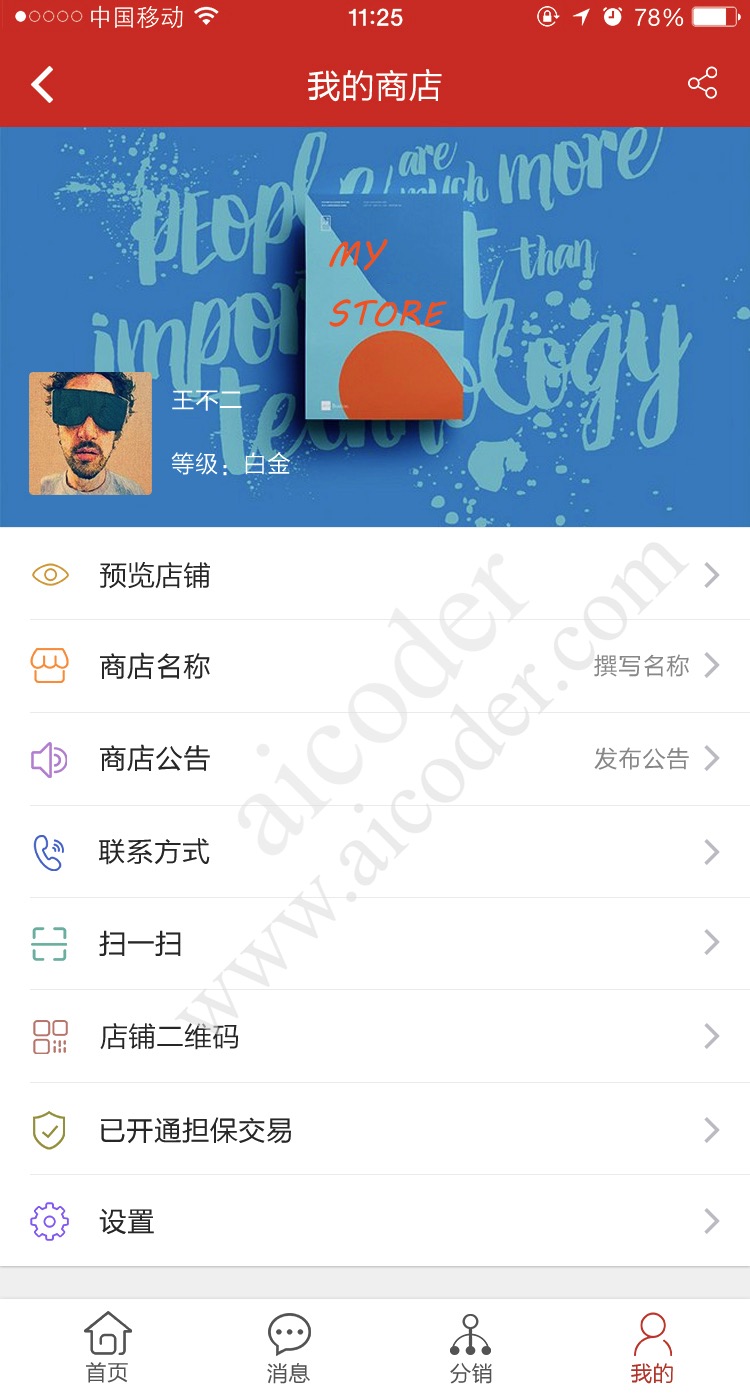 中国移动 11:25 78%
我的商店
People are much more
important than
technology
MY
STORE
王不二
等级：白金
预览店铺
商店名称 撰写名称
商店公告 发布公告
联系方式
扫一扫
店铺二维码
已开通担保交易
设置
aicoder
www.aicoder.com
首页 消息 分销 我的